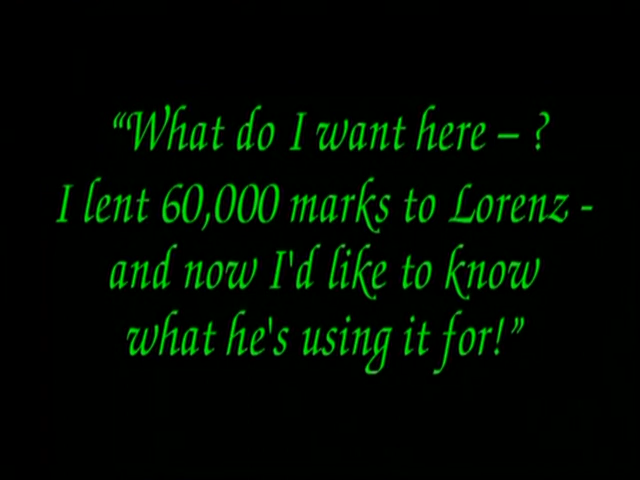 “What do I want here – ?
I lent 60,000 marks to Lorenz -
and now I'd like to know
what he's using it for!”